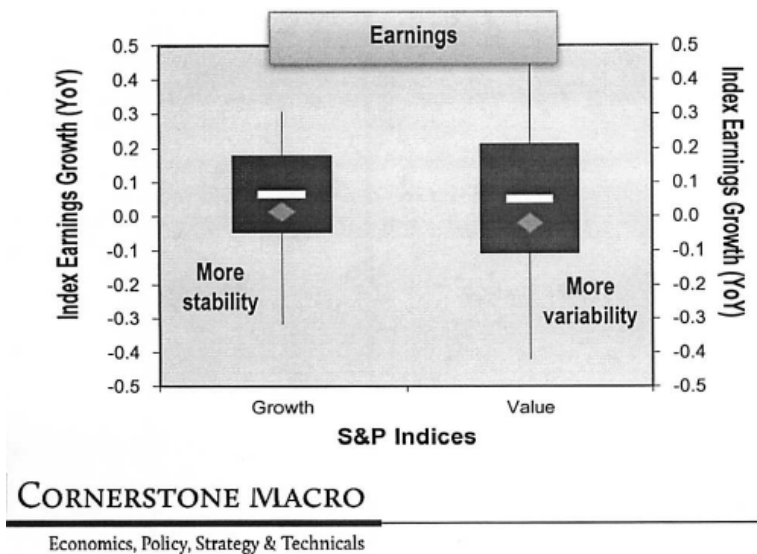 Earnings
Index Earnings Growth (YoY)
0.5
0.4
0.3
0.2
0.1
0.0
-0.1
-0.2
-0.3
-0.4
-0.5
More
stability
More
variability
0.5
0.4
0.3
0.2
0.1
0.0
-0.1
-0.2
-0.3
-0.4
-0.5
Index Earnings Growth (YoY)
Growth
Value
S&P Indices
CORNERSTONE MACRO
Economics, Policy, Strategy & Technicals